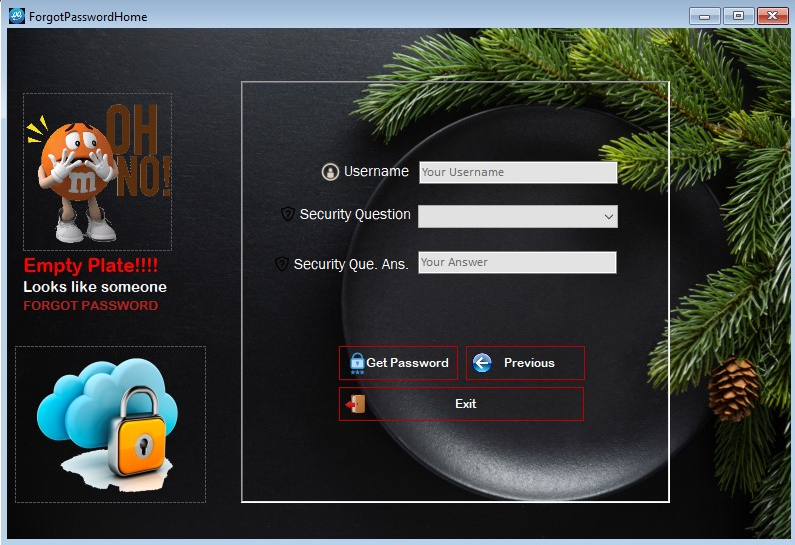 ForgotPasswordHome
OH
NO!
m
Empty Plate!!!!
Looks like someone
FORGOT PASSWORD
Username
Your Username
Security Question
Security Que. Ans.
Your Answer
Get Password
Previous
Exit